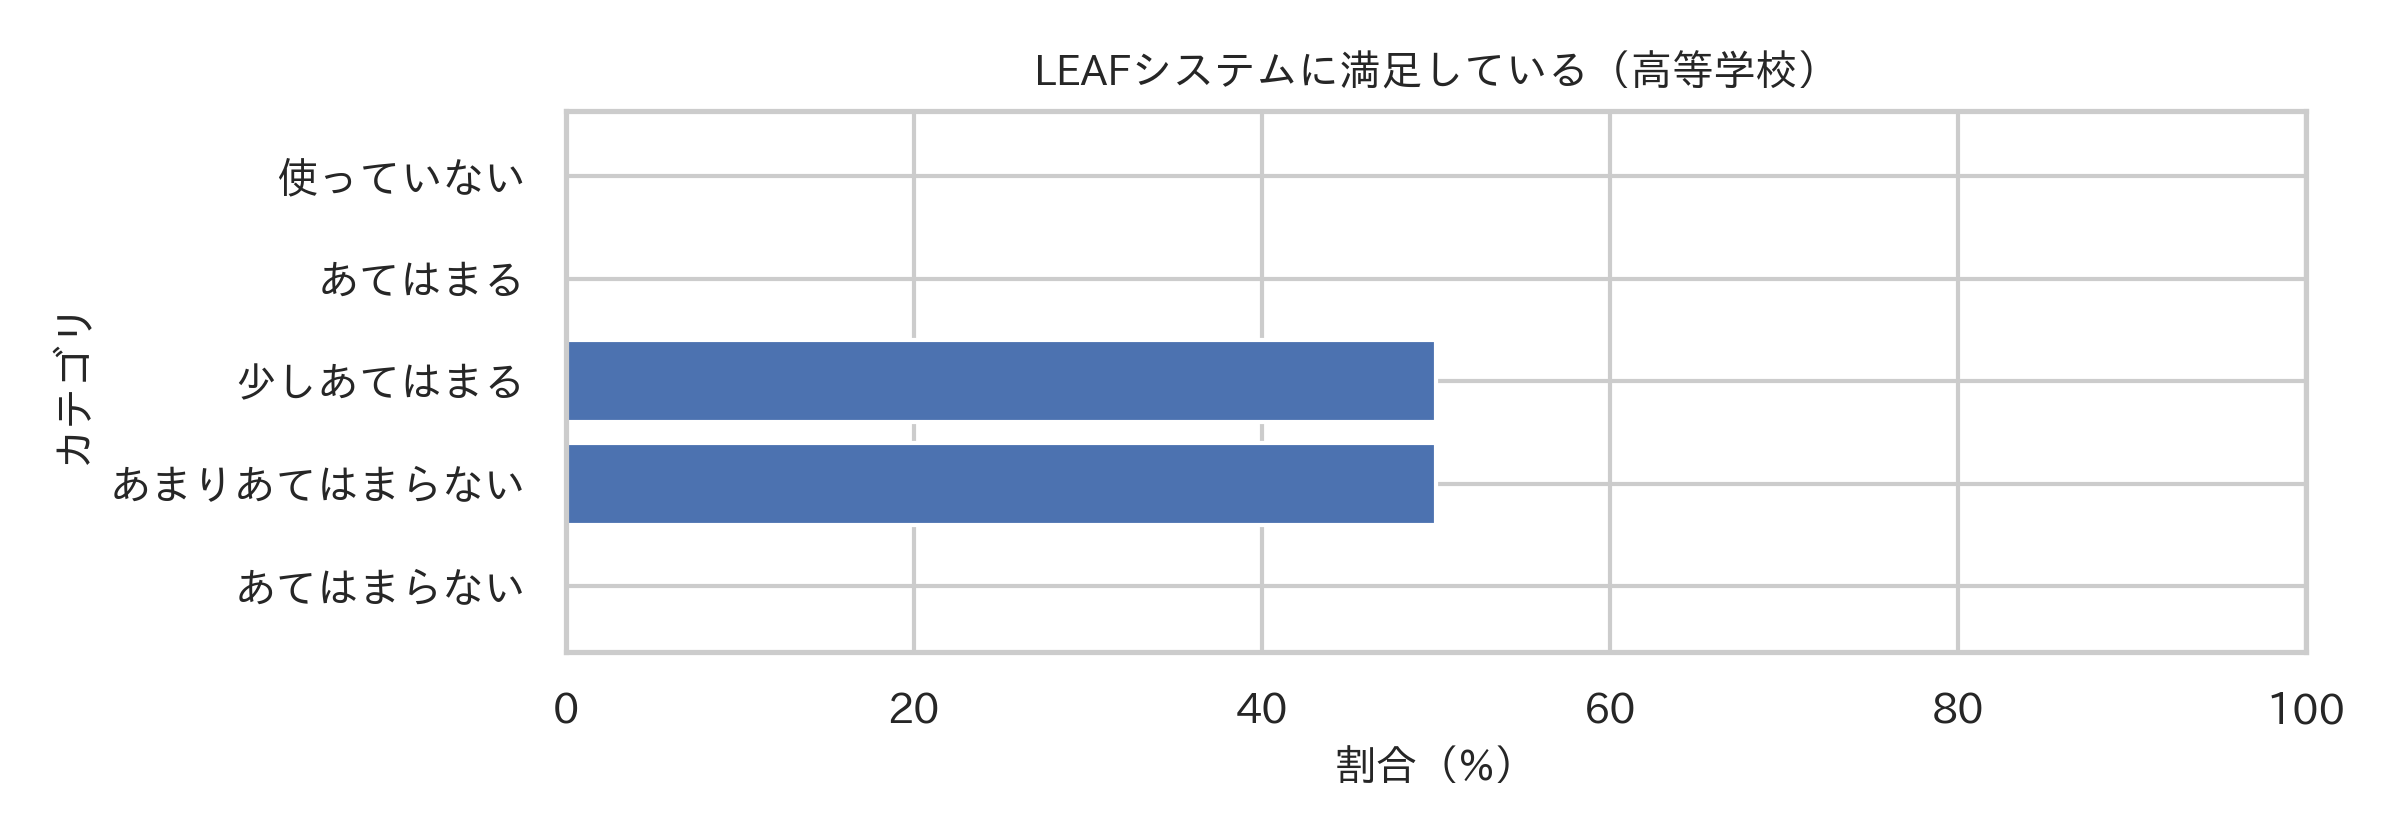 LEAFシステムに満足している（高等学校）
使っていない
あてはまる
少しあてはまる
あまりあてはまらない
あてはまらない
カテゴリ
0 20 40 60 80 100
割合（%）